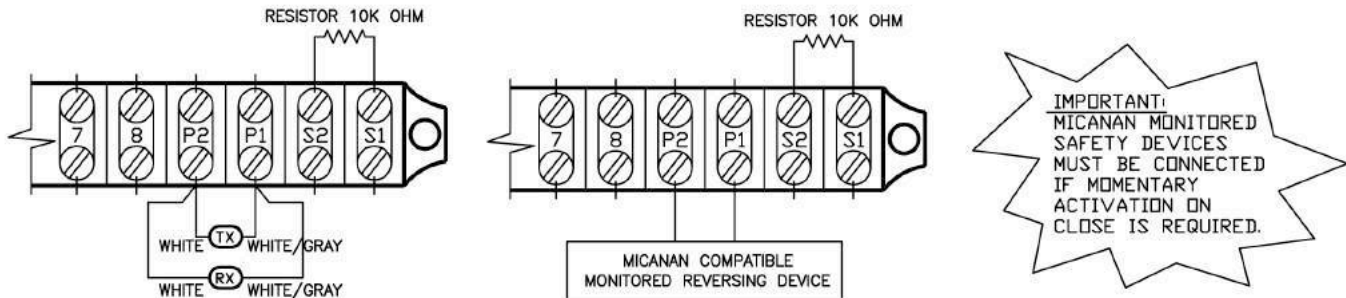 RESISTOR 10K OHM
7 8 P2 P1 S2 S1
WHITE TX WHITE/GRAY
WHITE RX WHITE/GRAY
RESISTOR 10K OHM
7 8 P2 P1 S2 S1
MICANAN COMPATIBLE
MONITORED REVERSING DEVICE
IMPORTANT:
MICANAN MONITORED
SAFETY DEVICES
MUST BE CONNECTED
IF MOMENTARY
ACTIVATION ON
CLOSE IS REQUIRED.